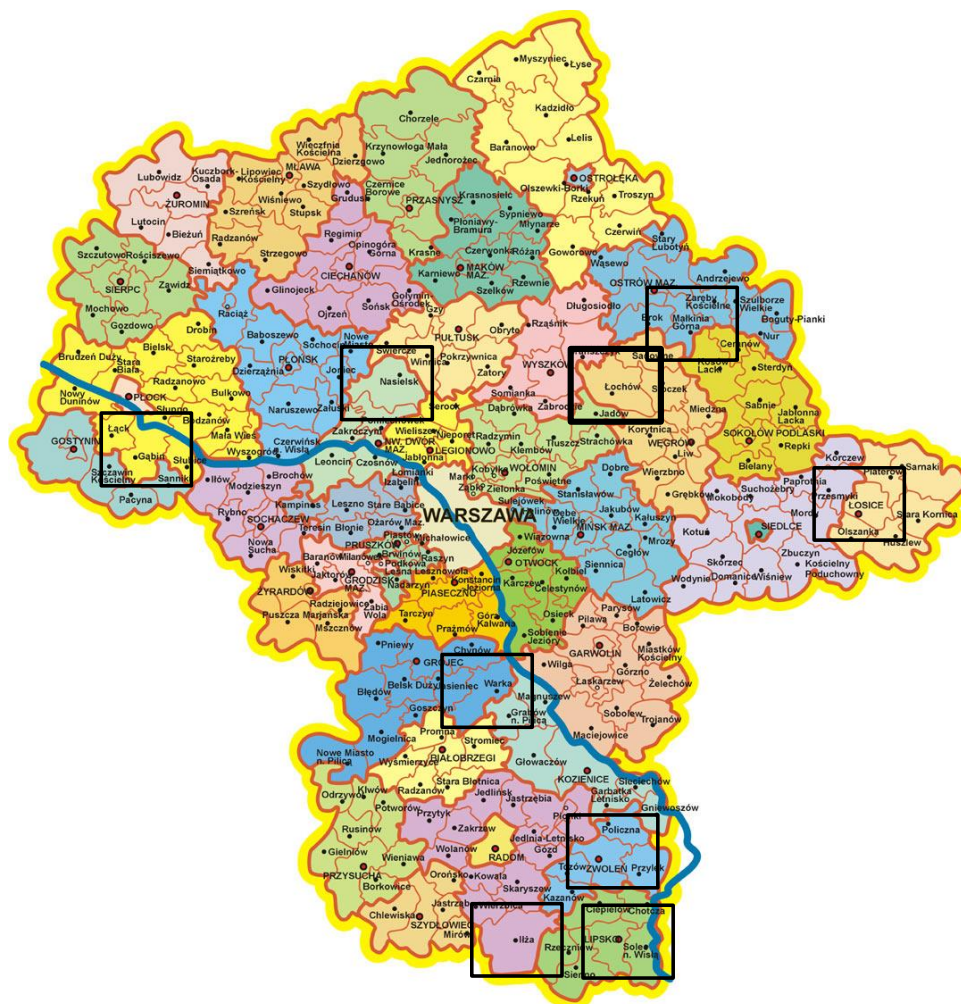 Myszyniec
Łyse
Czarnia
Kadzidło
Chorzele
Lelis
Baranowo
Wieczfnia
Kościelna
Dzierzgowo
Krzynowłoga Mała
Jednorożec
OSTROŁĘKA
Olszewki-Borki
Rzekuń
Troszyn
Lubowidz
Kuczbork-
Osada
Lipowiec
Kościelny
MŁAWA
Szydłowo
Wiśniewo
Stupsk
Grudusk
Czernice
Borowe
PRZASNYSZ
Krasnosielc
Sypniewo
Młynarze
Płoniawy-
Bramura
ŻUROMIN
Lutocin
Bieżuń
Szreńsk
Radzanów
Strzegowo
Regimin
Opinogóra
Górna
Krasne
Czerwonka
Różan
Czerwin
Goworowo
Stary
Lubotyń
Wąsewo
Szczutowo
Rościszewo
Siemiątkowo
CIECHANÓW
Karniewo
MAKÓW
MAZ.
Rzewnie
Szelków
SIERPC
Zawidz
Mochowo
Gozdowo
Raciąż
Glinojeck
Ojrzeń
Sońsk
Gołymin
Ośrodek
Gzy
Długosiodło
OSTRÓW MAZ.
Andrzejewo
Zaręby
Kościelne
Szulborze
Wielkie
Boguty-Pianki
Brok
Małkinia
Górna
Nur
Drobin
Baboszewo
Sochocin
Nowe
Miasto
PUŁTUSK
Obryte
Rząśnik
Ceranów
Kosów
Lacki
Sterdyń
Brudzeń Duży
Bielsk
Stara
Biała
Staroźreby
Dzierzążnia
PŁOŃSK
Joniec
Świercze
Winnica
Pokrzywnica
Zatory
WYSZKÓW
Sadowne
Łochów
Stoczek
Nowy
Duninów
Radzanowo
PŁOCK
Bulkowo
Naruszewo
Załuski
Nasielsk
Serock
Somianka
Zabrodzie
Jadów
Miedzna
Sabnie
Jabłonna
Lacka
Repki
Słupno
Bodzanów
Mała Wieś
Wyszogród
Czerwińsk
n. Wisłą
Zakroczym
Wieliszew
Nieporęt
Dąbrówka
Radzymin
Klembów
Tłuszcz
Strachówka
Korytnica
WĘGRÓW
Liw
SOKOŁÓW PODLASKI
Bielany
GOSTYNIN
Łąck
Gąbin
Słubice
Sanniki
Szczawin
Kościelny
Pacyna
Iłów
Brochów
Leoncin
NW. DWÓR
Jabłonna
LEGIONOWO
Czosnów
Łomianki
Izabelin
Marki
Kobyłka
WOŁOMIN
Poświętne
Ząbki
Zielonka
Dobre
Wierzbno
Grębków
Korczew
Platerów
Sarnaki
Paprotnia
Przesmyki
Suchożebry
Mokobody
ŁOSICE
Mordy
Stara Kornica
Olszanka
Huszlew
Modzieszyn
Rybno
SOCHACZEW
Kampinos
Leszno
Stare Babice
WARSZAWA
Sulejówek
Stanisławów
Dębe
Wielkie
Jakubów
Kałuszyn
MIŃSK MAZ.
Mrozy
Kotuń
SIEDLCE
Zbuczyn
Nowa
Sucha
Teresin
Błonie
Ożarów Maz.
Piastów
Michałowice
PRUSZKÓW
Brwinów
Raszyn
Podkowa
Leśna
Lesznowola
Nadarzyn
Wiązowna
Józefów
OTWOCK
Cegłów
Siennica
Skórzec
Kościelny
Poduchowny
Wodynie
Domanice
Wiśniew
Wiskitki
Baranów
Milanówek
Jaktorów
GRODZISK
MAZ.
Konstancin
Jeziorna
PIASECZNO
Karczew
Kołbiel
Celestynów
Latowicz
ŻYRARDÓW
Radziejowice
Puszcza Mariańska
Mszczonów
Żabia
Wola
Tarczyn
Prażmów
Góra
Kalwaria
Osieck
Sobienie
Jeziory
Parysów
Pilawa
Borowie
GARWOLIN
Miastków
Kościelny
Pniewy
Chynów
GRÓJEC
Wilga
Górzno
Łaskarzew
Żelechów
Błędów
Belsk Duży
Jasieniec
Warka
Magnuszew
Goszczyn
Grabów
n. Pilicą
Sobolew
Trojanów
Maciejowice
Mogielnica
Promna
Stromiec
Nowe Miasto
n. Pilicą
Wyśmierzyce
BIAŁOBRZEGI
Głowaczów
KOZIENICE
Sieciechów
Garbatka
Letnisko
Gniewoszów
Radzanów
Stara Błotnica
Odrzywół
Klwów
Potworów
Jedlińsk
Jastrzębia
Pionki
Przytyk
Zakrzew
Jedlnia-Letnisko
Policzna
Rusinów
Gielniów
Wieniawa
Wolanów
RADOM
Gózd
ZWOLEŃ
Przyłęk
PRZYSUCHA
Borkowice
Orońsko
Kowala
Skaryszew
Kazanów
Chlewiska
Jastrząb
SZYDŁOWIEC
Mirów
Wierzbica
Iłża
Ciepielów
Chotcza
LIPSKO
Rzeczniów
Solec
n. Wisłą
Sienno